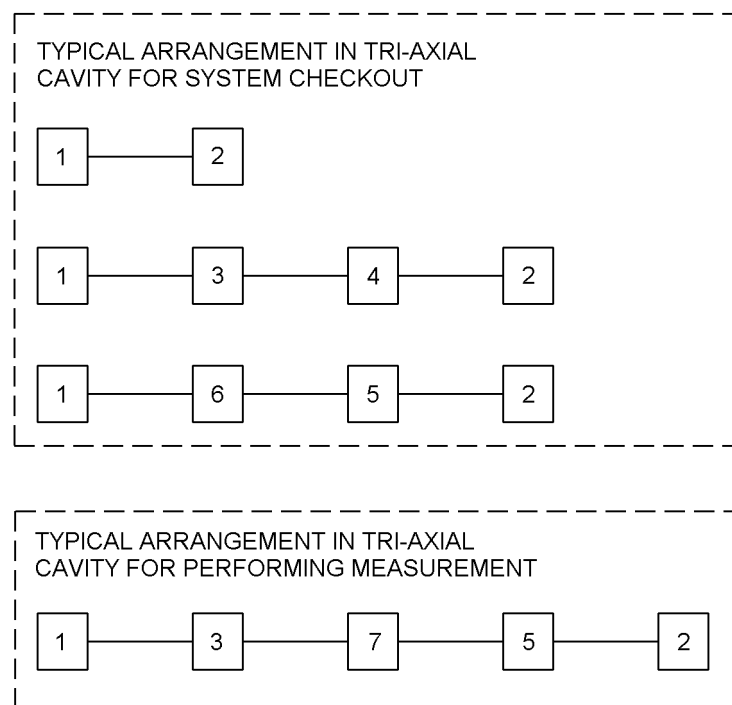 TYPICAL ARRANGEMENT IN TRI-AXIAL
CAVITY FOR SYSTEM CHECKOUT
1 2
1 3 4 2
1 6 5 2
TYPICAL ARRANGEMENT IN TRI-AXIAL
CAVITY FOR PERFORMING MEASUREMENT
1 3 7 5 2